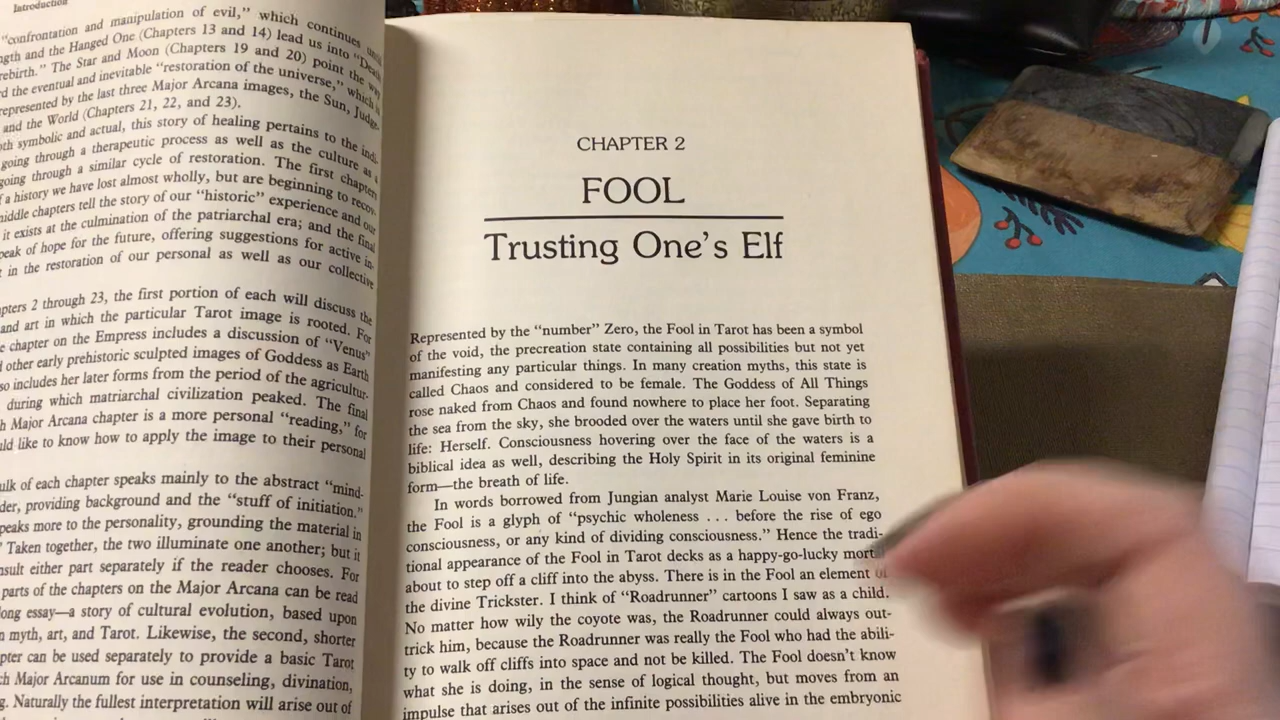 Introduction
"confrontation and manipulation of evil," which continues until
ngth and the Hanged One (Chapters 13 and 14) lead us into "Death
rebirth." The Star and Moon (Chapters 19 and 20) point the way
d the eventual and inevitable "restoration of the universe," which is
represented by the last three Major Arcana images, the Sun, Judge-
and the World (Chapters 21, 22, and 23).
oth symbolic and actual, this story of healing pertains to the indi-
going through a therapeutic process as well as the culture as a
going through a similar cycle of restoration. The first chapters
f a history we have lost almost wholly, but are beginning to recov-
middle chapters tell the story of our "historic" experience and our
it exists at the culmination of the patriarchal era; and the final
peak of hope for the future, offering suggestions for active in-
t in the restoration of our personal as well as our collective
apters 2 through 23, the first portion of each will discuss the
and art in which the particular Tarot image is rooted. For
e chapter on the Empress includes a discussion of "Venus"
d other early prehistoric sculpted images of Goddess as Earth
so includes her later forms from the period of the agricultur-
during which matriarchal civilization peaked. The final
h Major Arcana chapter is a more personal "reading," for
uld like to know how to apply the image to their personal
ulk of each chapter speaks mainly to the abstract "mind-
der, providing background and the "stuff of initiation."
peaks more to the personality, grounding the material in
Taken together, the two illuminate one another; but it
nsult either part separately if the reader chooses. For
parts of the chapters on the Major Arcana can be read
long essay—a story of cultural evolution, based upon
n myth, art, and Tarot. Likewise, the second, shorter
pter can be used separately to provide a basic Tarot
ch Major Arcanum for use in counseling, divination,
g. Naturally the fullest interpretation will arise out of
CHAPTER 2
FOOL
Trusting One's Elf
Represented by the "number" Zero, the Fool in Tarot has been a symbol
of the void, the precreation state containing all possibilities but not yet
manifesting any particular things. In many creation myths, this state is
called Chaos and considered to be female. The Goddess of All Things
rose naked from Chaos and found nowhere to place her foot. Separating
the sea from the sky, she brooded over the waters until she gave birth to
life: Herself. Consciousness hovering over the face of the waters is a
biblical idea as well, describing the Holy Spirit in its original feminine
form—the breath of life.
In words borrowed from Jungian analyst Marie Louise von Franz,
the Fool is a glyph of "psychic wholeness . . . before the rise of ego
consciousness, or any kind of dividing consciousness." Hence the tradi-
tional appearance of the Fool in Tarot decks as a happy-go-lucky mortal
about to step off a cliff into the abyss. There is in the Fool an element of
the divine Trickster. I think of "Roadrunner" cartoons I saw as a child.
No matter how wily the coyote was, the Roadrunner could always out-
trick him, because the Roadrunner was really the Fool who had the abili-
ty to walk off cliffs into space and not be killed. The Fool doesn't know
what she is doing, in the sense of logical thought, but moves from an
impulse that arises out of the infinite possibilities alive in the embryonic